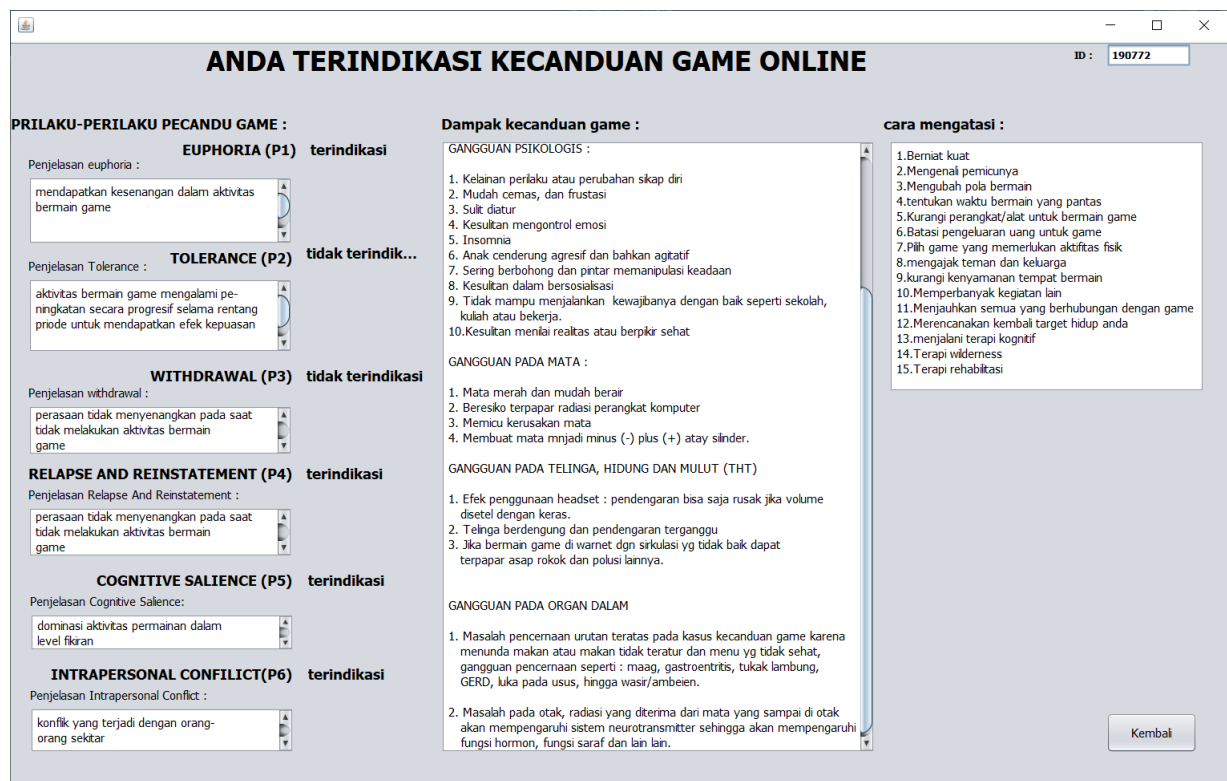 ANDA TERINDIKASI KECANDUAN GAME ONLINE
ID :
190772
PRILAKU-PERILAKU PECANDU GAME :
EUPHORIA (P1) terindikasi
Penjelasan euphoria :
mendapatkan kesenangan dalam aktivitas
bermain game
TOLERANCE (P2) tidak terindik...
Penjelasan Tolerance :
aktivitas bermain game mengalami pe-
ningkatan secara progresif selama rentang
priode untuk mendapatkan efek kepuasan
WITHDRAWAL (P3) tidak terindikasi
Penjelasan withdrawal :
perasaan tidak menyenangkan pada saat
tidak melakukan aktivitas bermain
game
RELAPSE AND REINSTATEMENT (P4) terindikasi
Penjelasan Relapse And Reinstatement :
perasaan tidak menyenangkan pada saat
tidak melakukan aktivitas bermain
game
COGNITIVE SALIENCE (P5) terindikasi
Penjelasan Cognitive Salience:
dominasi aktivitas permainan dalam
level fikiran
INTRAPERSONAL CONFILICT(P6) terindikasi
Penjelasan Intrapersonal Conflict :
konflik yang terjadi dengan orang-
orang sekitar
Dampak kecanduan game :
GANGGUAN PSIKOLOGIS :
1. Kelainan perilaku atau perubahan sikap diri
2. Mudah cemas, dan frustasi
3. Sulit diatur
4. Kesulitan mengontrol emosi
5. Insomnia
6. Anak cenderung agresif dan bahkan agitatif
7. Sering berbohong dan pintar memanipulasi keadaan
8. Kesulitan dalam bersosialisasi
9. Tidak mampu menjalankan kewajibanya dengan baik seperti sekolah,
kuliah atau bekerja.
10.Kesulitan menilai realitas atau berpikir sehat
GANGGUAN PADA MATA :
1. Mata merah dan mudah berair
2. Beresiko terpapar radiasi perangkat komputer
3. Memicu kerusakan mata
4. Membuat mata mnjadi minus (-) plus (+) atay silinder.
GANGGUAN PADA TELINGA, HIDUNG DAN MULUT (THT)
1. Efek penggunaan headset : pendengaran bisa saja rusak jika volume
disetel dengan keras.
2. Telinga berdengung dan pendengaran terganggu
3. Jika bermain game di warnet dgn sirkulasi yg tidak baik dapat
terpapar asap rokok dan polusi lainnya.
GANGGUAN PADA ORGAN DALAM
1. Masalah pencernaan urutan teratas pada kasus kecanduan game karena
menunda makan atau makan tidak teratur dan menu yg tidak sehat,
gangguan pencernaan seperti : maag, gastroentritis, tukak lambung,
GERD, luka pada usus, hingga wasir/ambeien.
2. Masalah pada otak, radiasi yang diterima dari mata yang sampai di otak
akan mempengaruhi sistem neurotransmitter sehingga akan mempengaruhi
fungsi hormon, fungsi saraf dan lain lain.
cara mengatasi :
1.Berniat kuat
2.Mengenali pemicunya
3.Mengubah pola bermain
4.tentukan waktu bermain yang pantas
5.Kurangi perangkat/alat untuk bermain game
6.Batasi pengeluaran uang untuk game
7.Pilih game yang memerlukan aktifitas fisik
8.mengajak teman dan keluarga
9.kurangi kenyamanan tempat bermain
10.Memperbanyak kegiatan lain
11.Menjauhkan semua yang berhubungan dengan game
12.Merencanakan kembali target hidup anda
13.menjalani terapi kognitif
14.Terapi wilderness
15.Terapi rehabilitasi
Kembali